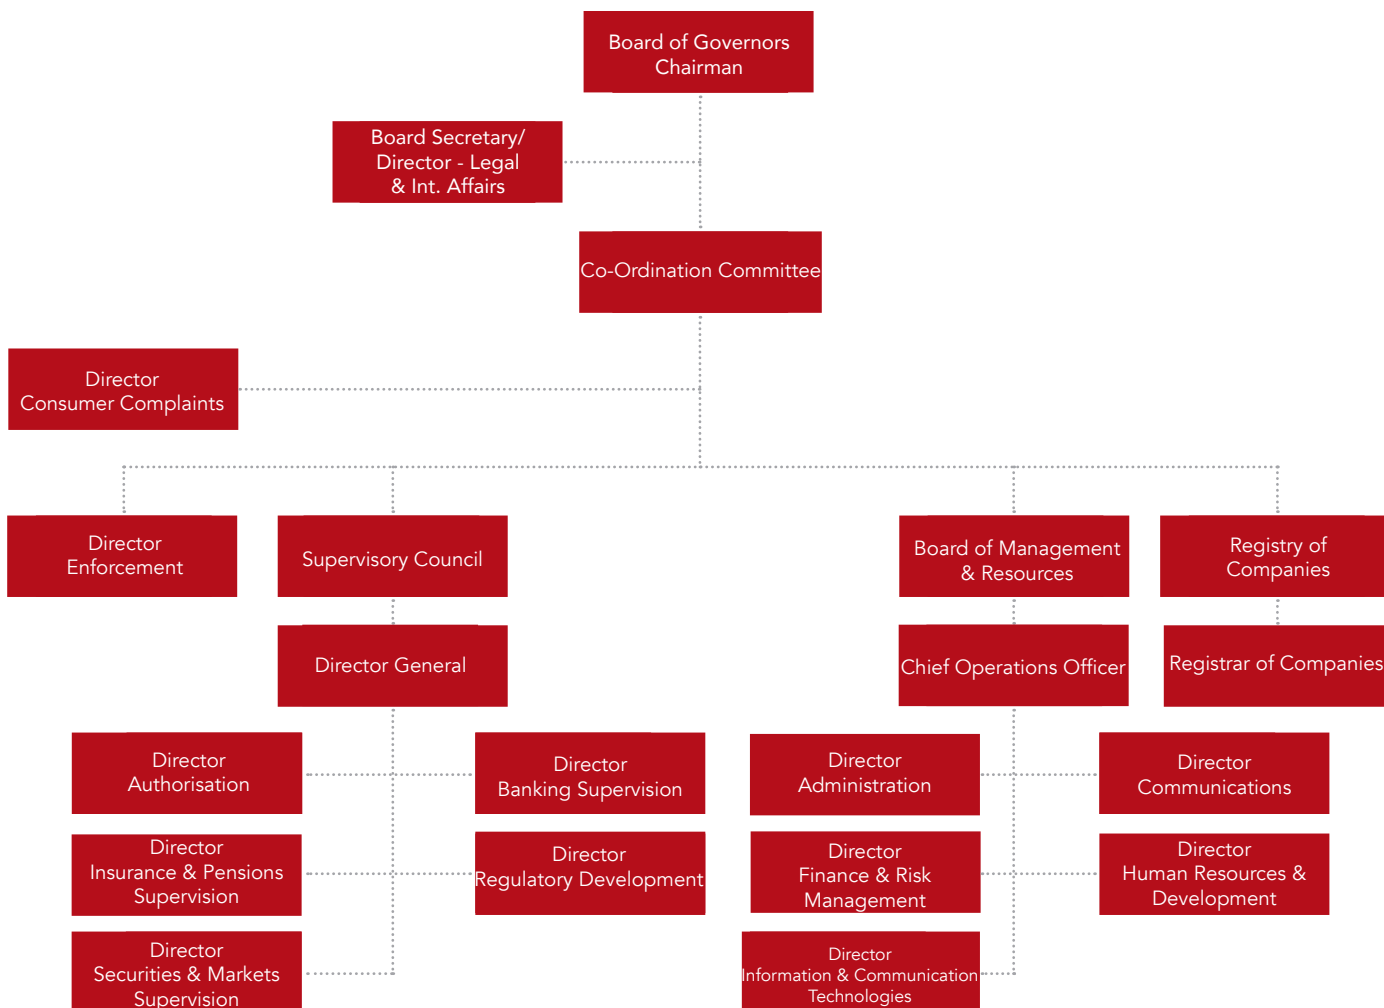 Board of Governors
Chairman
Board Secretary/
Director - Legal
& Int. Affairs
Co-Ordination Committee
Director
Consumer Complaints
Director
Enforcement
Supervisory Council
Board of Management
& Resources
Registry of
Companies
Director General
Chief Operations Officer
Registrar of Companies
Director
Authorisation
Director
Banking Supervision
Director
Administration
Director
Communications
Director
Insurance & Pensions
Supervision
Director
Regulatory Development
Director
Finance & Risk
Management
Director
Human Resources &
Development
Director
Securities & Markets
Supervision
Director
Information & Communication
Technologies